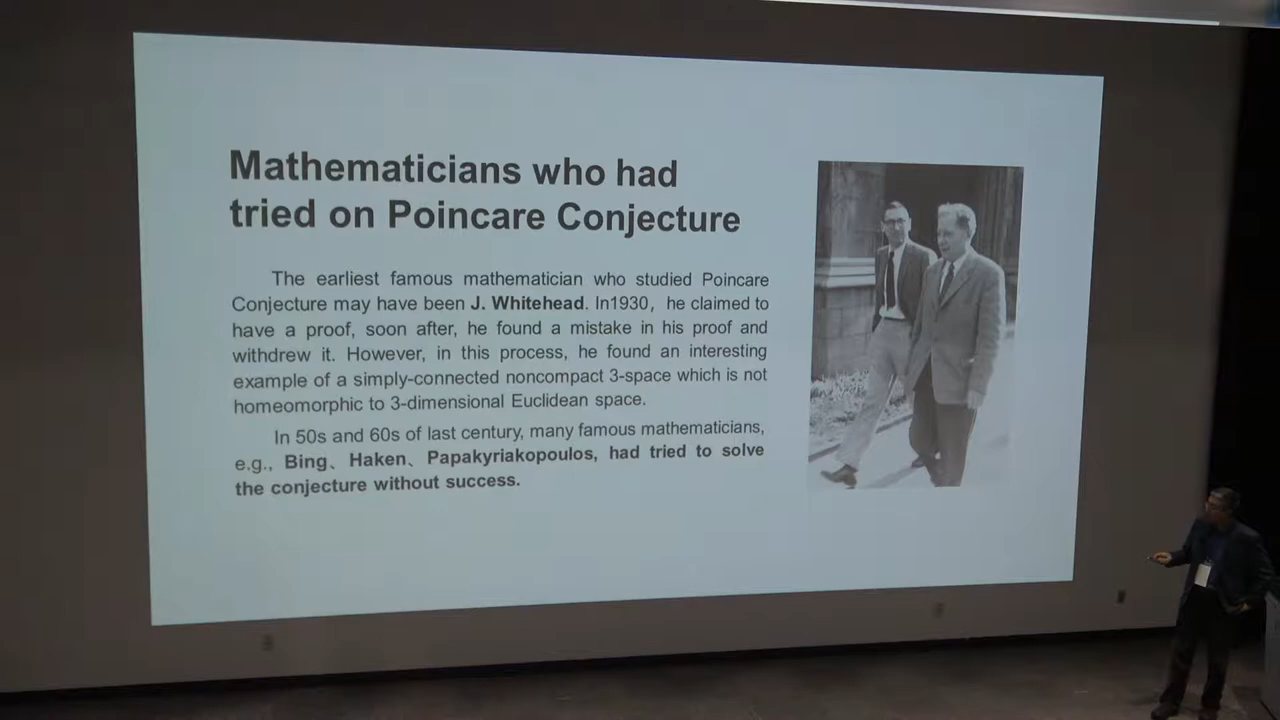 Mathematicians who had
tried on Poincare Conjecture
The earliest famous mathematician who studied Poincare
Conjecture may have been J. Whitehead. In1930, he claimed to
have a proof, soon after, he found a mistake in his proof and
withdrew it. However, in this process, he found an interesting
example of a simply-connected noncompact 3-space which is not
homeomorphic to 3-dimensional Euclidean space.
In 50s and 60s of last century, many famous mathematicians,
e.g., Bing、Haken、Papakyriakopoulos, had tried to solve
the conjecture without success.